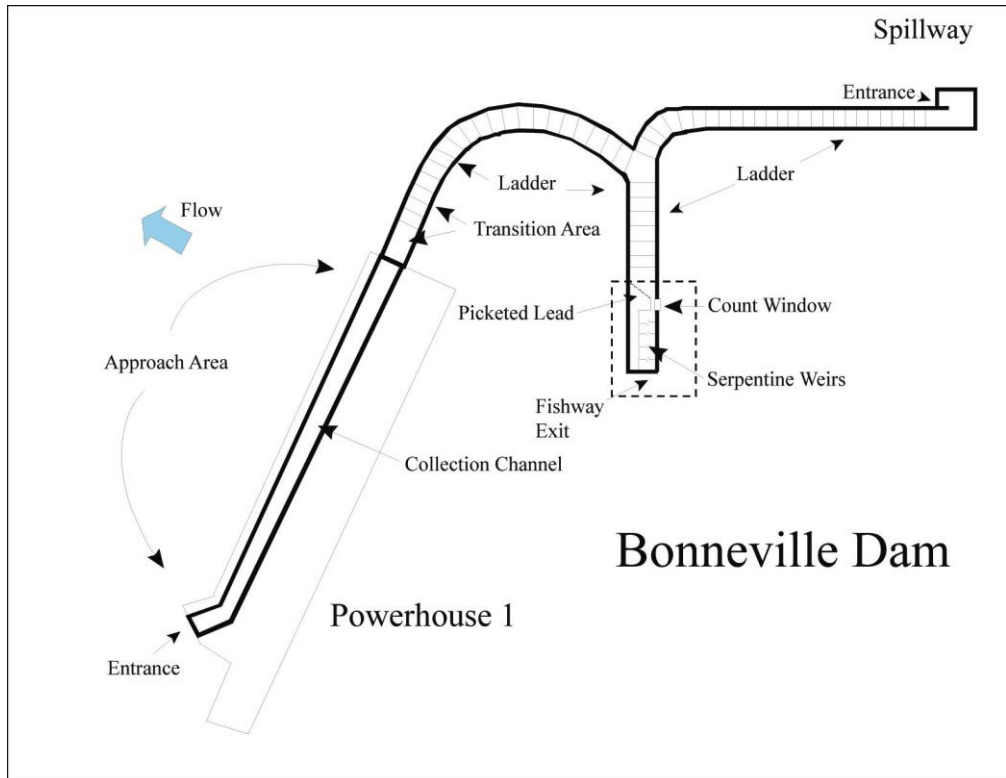 Spillway
Entrance
Ladder
Ladder
Flow
Transition Area
Picketed Lead
Count Window
Approach Area
Serpentine Weirs
Fishway
Exit
Collection Channel
Bonneville Dam
Powerhouse 1
Entrance